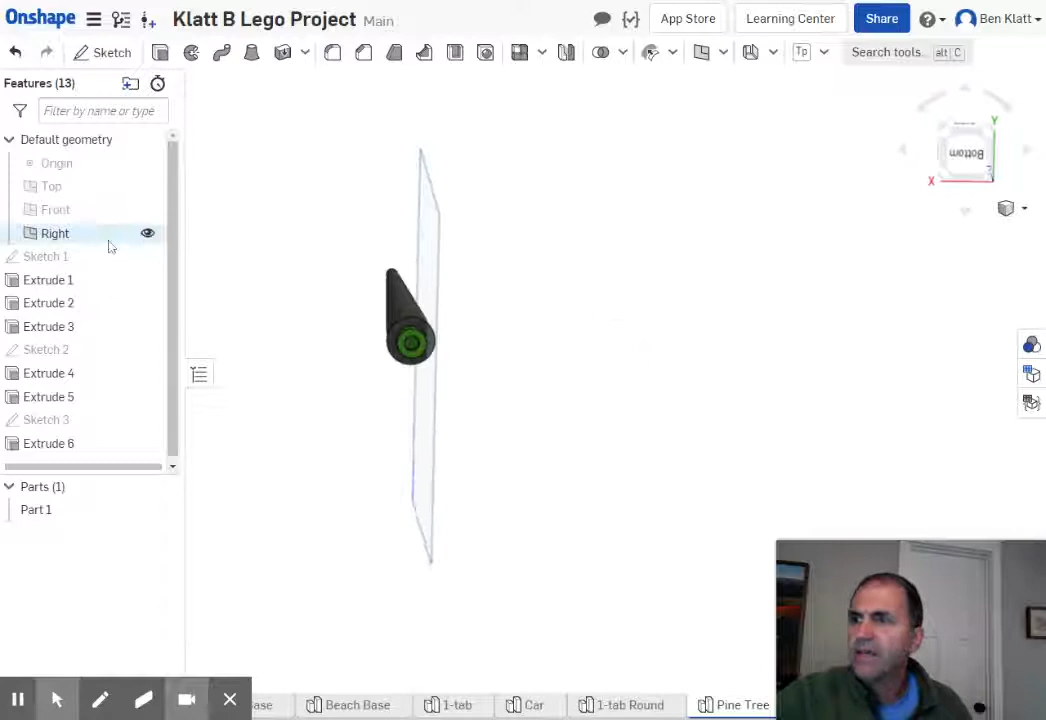 Onshape Klatt B Lego Project Main App Store Learning Center Share Ben Klatt
Sketch Tp Search tools... alt C
Features (13)
Filter by name or type
Default geometry
Origin
Top
Front
Right
Sketch 1
Extrude 1
Extrude 2
Extrude 3
Sketch 2
Extrude 4
Extrude 5
Sketch 3
Extrude 6
Parts (1)
Part 1
Y
Bottom
X
Beach Base 1-tab Car 1-tab Round Pine Tree